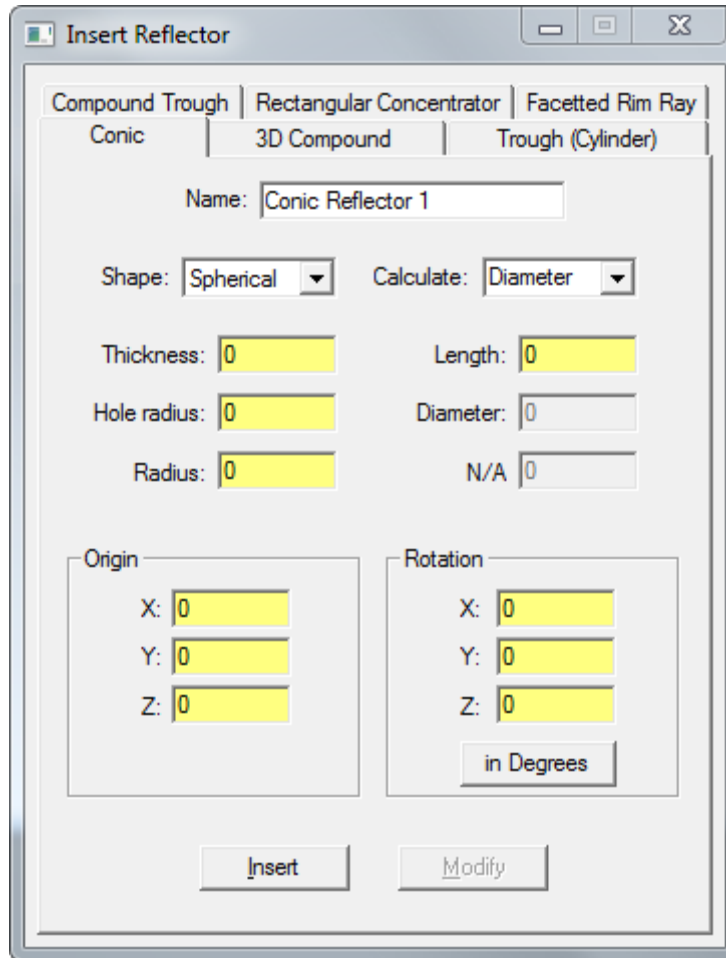 Insert Reflector
Compound Trough Rectangular Concentrator Facetted Rim Ray
Conic 3D Compound Trough (Cylinder)
Name: Conic Reflector 1
Shape: Spherical Calculate: Diameter
Thickness: 0 Length: 0
Hole radius: 0 Diameter: 0
Radius: 0 N/A 0
Origin Rotation
X: 0 X: 0
Y: 0 Y: 0
Z: 0 Z: 0
in Degrees
Insert Modify